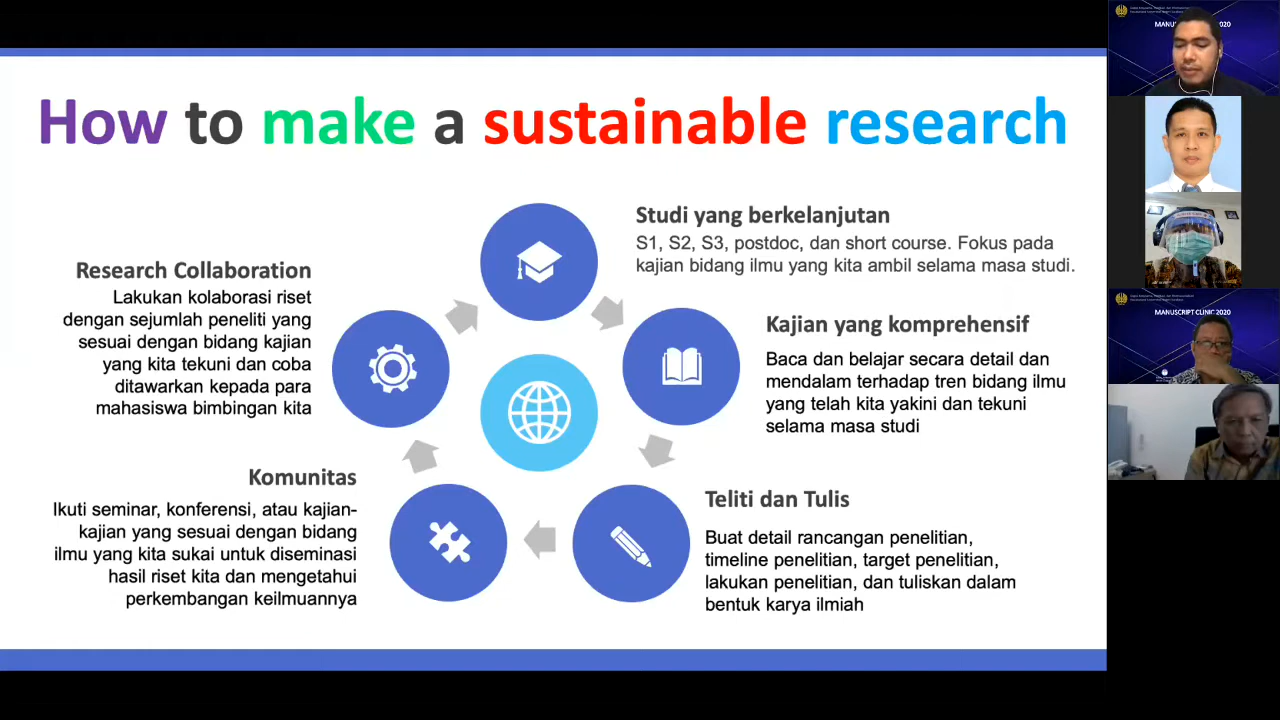 How to make a sustainable research
Studi yang berkelanjutan
S1, S2, S3, postdoc, dan short course. Fokus pada
kajian bidang ilmu yang kita ambil selama masa studi.
Kajian yang komprehensif
Baca dan belajar secara detail dan
mendalam terhadap tren bidang ilmu
yang telah kita yakini dan tekuni
selama masa studi
Teliti dan Tulis
Buat detail rancangan penelitian,
timeline penelitian, target penelitian,
lakukan penelitian, dan tuliskan dalam
bentuk karya ilmiah
Komunitas
Ikuti seminar, konferensi, atau kajian-
kajian yang sesuai dengan bidang
ilmu yang kita sukai untuk diseminasi
hasil riset kita dan mengetahui
perkembangan keilmuannya
Research Collaboration
Lakukan kolaborasi riset
dengan sejumlah peneliti yang
sesuai dengan bidang kajian
yang kita tekuni dan coba
ditawarkan kepada para
mahasiswa bimbingan kita
MANUSCRIPT CLINIC 2020